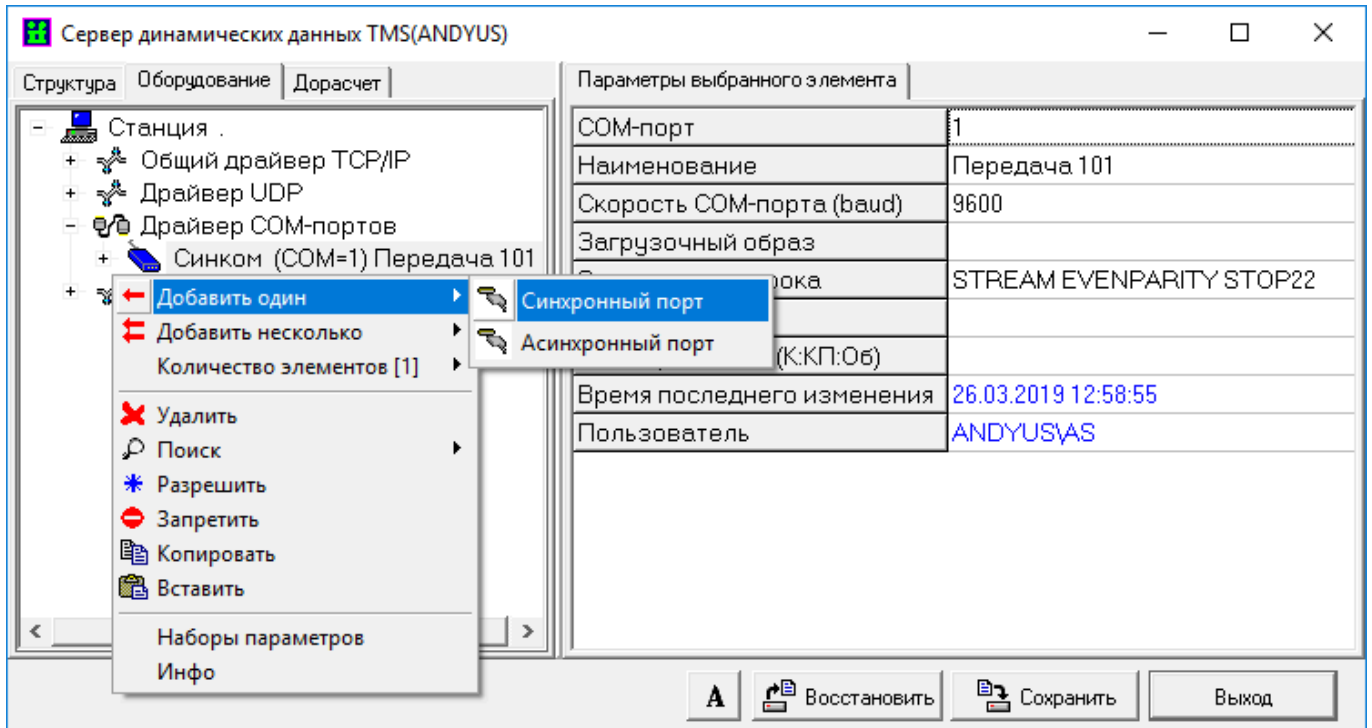 Сервер динамических данных TMS(ANDYUS)
Структура Оборудование Дорасчет
Станция .
Общий драйвер TCP/IP
Драйвер UDP
Драйвер COM-портов
Синком (COM=1) Передача 101
Добавить один
Добавить несколько
Количество элементов [1]
Удалить
Поиск
Разрешить
Запретить
Копировать
Вставить
Наборы параметров
Инфо
Синхронный порт
Асинхронный порт
Параметры выбранного элемента
COM-порт 1
Наименование Передача 101
Скорость COM-порта (baud) 9600
Загрузочный образ
STREAM EVENPARITY STOP22
(К:КП:Об)
Время последнего изменения 26.03.2019 12:58:55
Пользователь ANDYUS\AS
A Восстановить Сохранить Выход